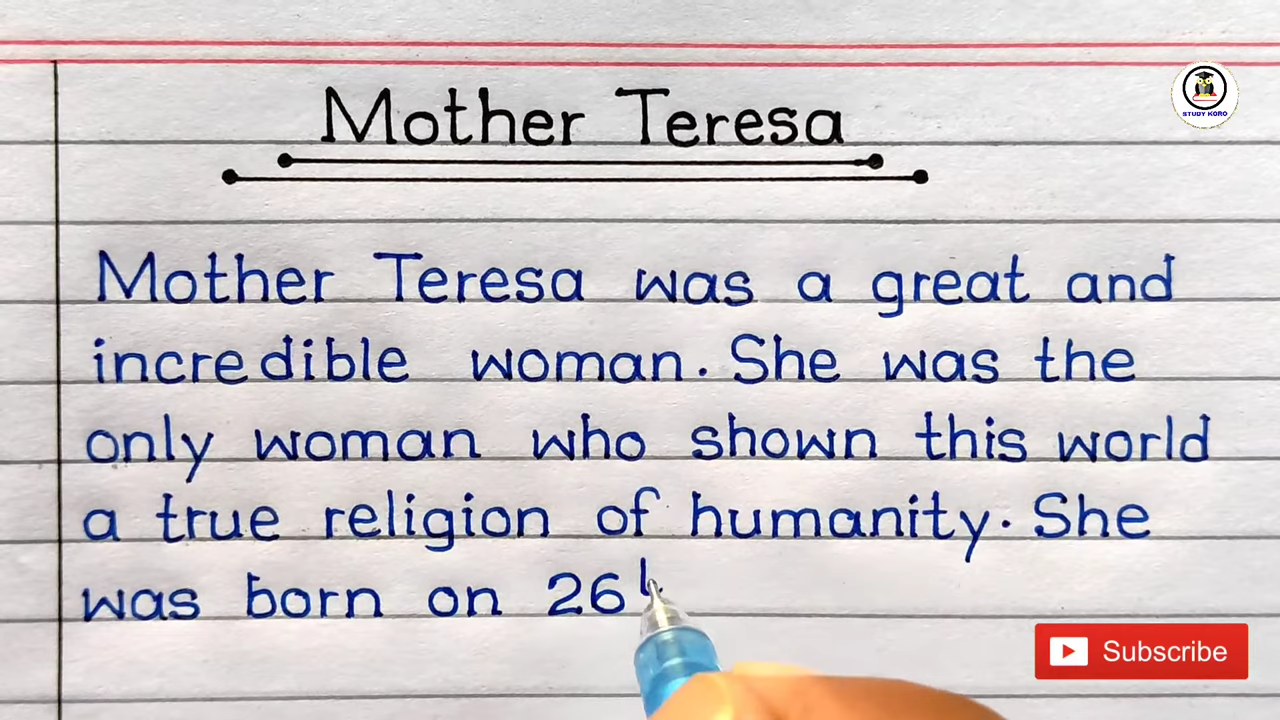 Mother Teresa
STUDY KORO
Mother Teresa was a great and
incredible woman. She was the
only woman who shown this world
a true religion of humanity. She
was born on 26
Subscribe